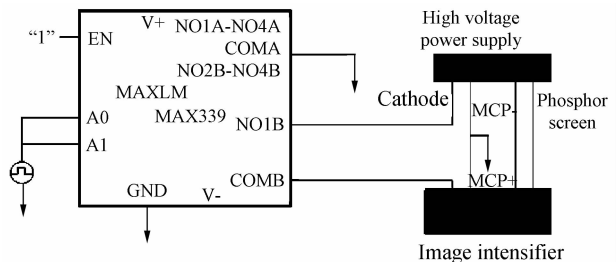 High voltage
power supply
V+
NO1A-NO4A
"1"
EN
COMA
NO2B-NO4B
MAXLM
Cathode
MCP-
Phosphor
screen
A0
MAX339
NO1B
A1
MCP+
COMB
GND
V-
Image intensifier